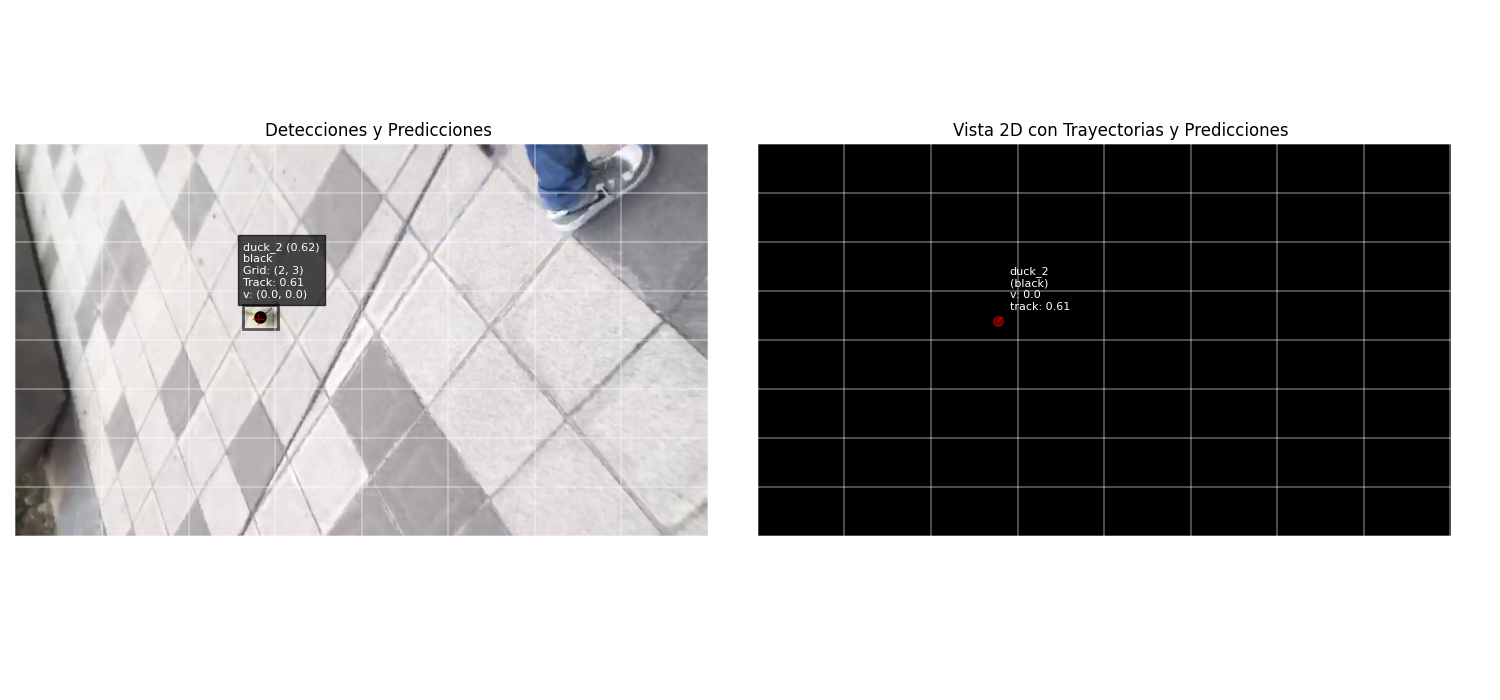 Detecciones y Predicciones
duck_2 (0.62)
black
Grid: (2, 3)
Track: 0.61
v: (0.0, 0.0)
Vista 2D con Trayectorias y Predicciones
duck_2
(black)
v: 0.0
track: 0.61